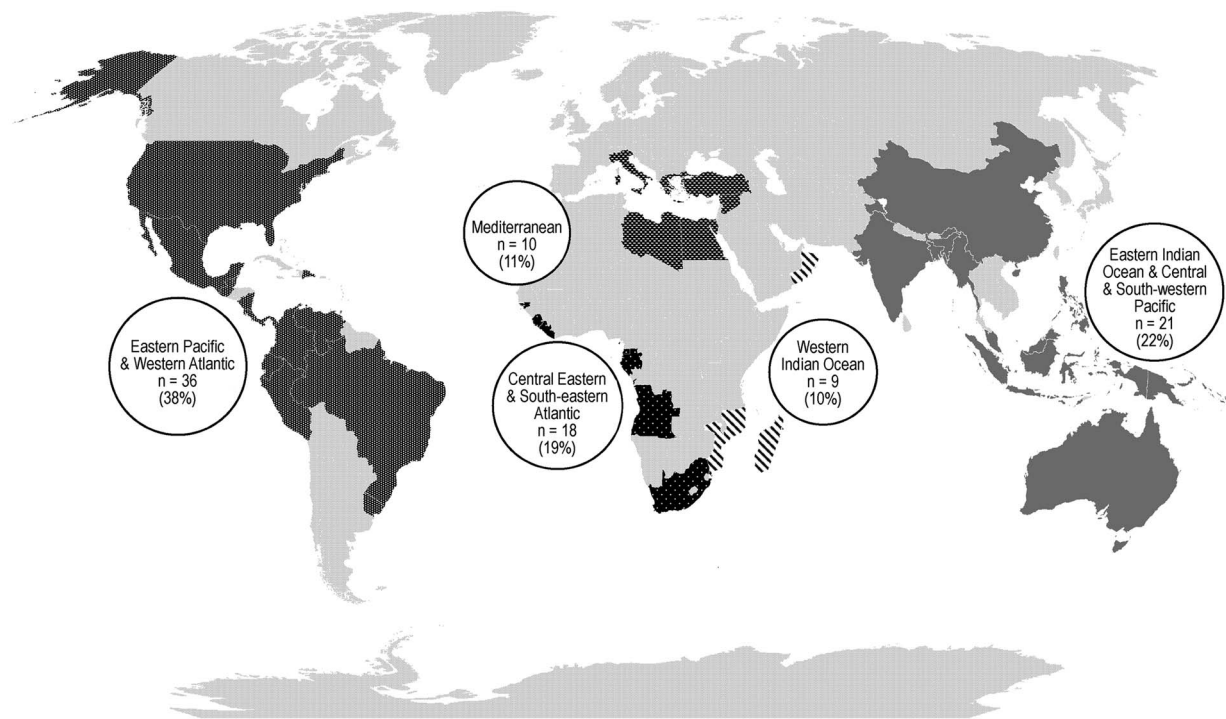 Mediterranean
n = 10
(11%)
Eastern Pacific
& Western Atlantic
n = 36
(38%)
Central Eastern
& South-eastern
Atlantic
n = 18
(19%)
Western
Indian Ocean
n = 9
(10%)
Eastern Indian
Ocean & Central
& South-western
Pacific
n = 21
(22%)